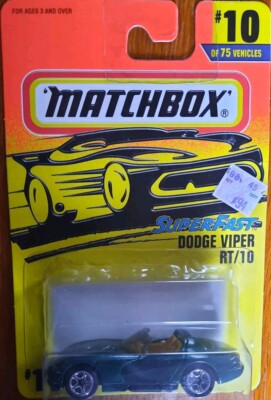 FOR AGES 3 AND OVER
#10
OF 75 VEHICLES
MATCHBOX®
SUPERFAST
DODGE VIPER
RT/10